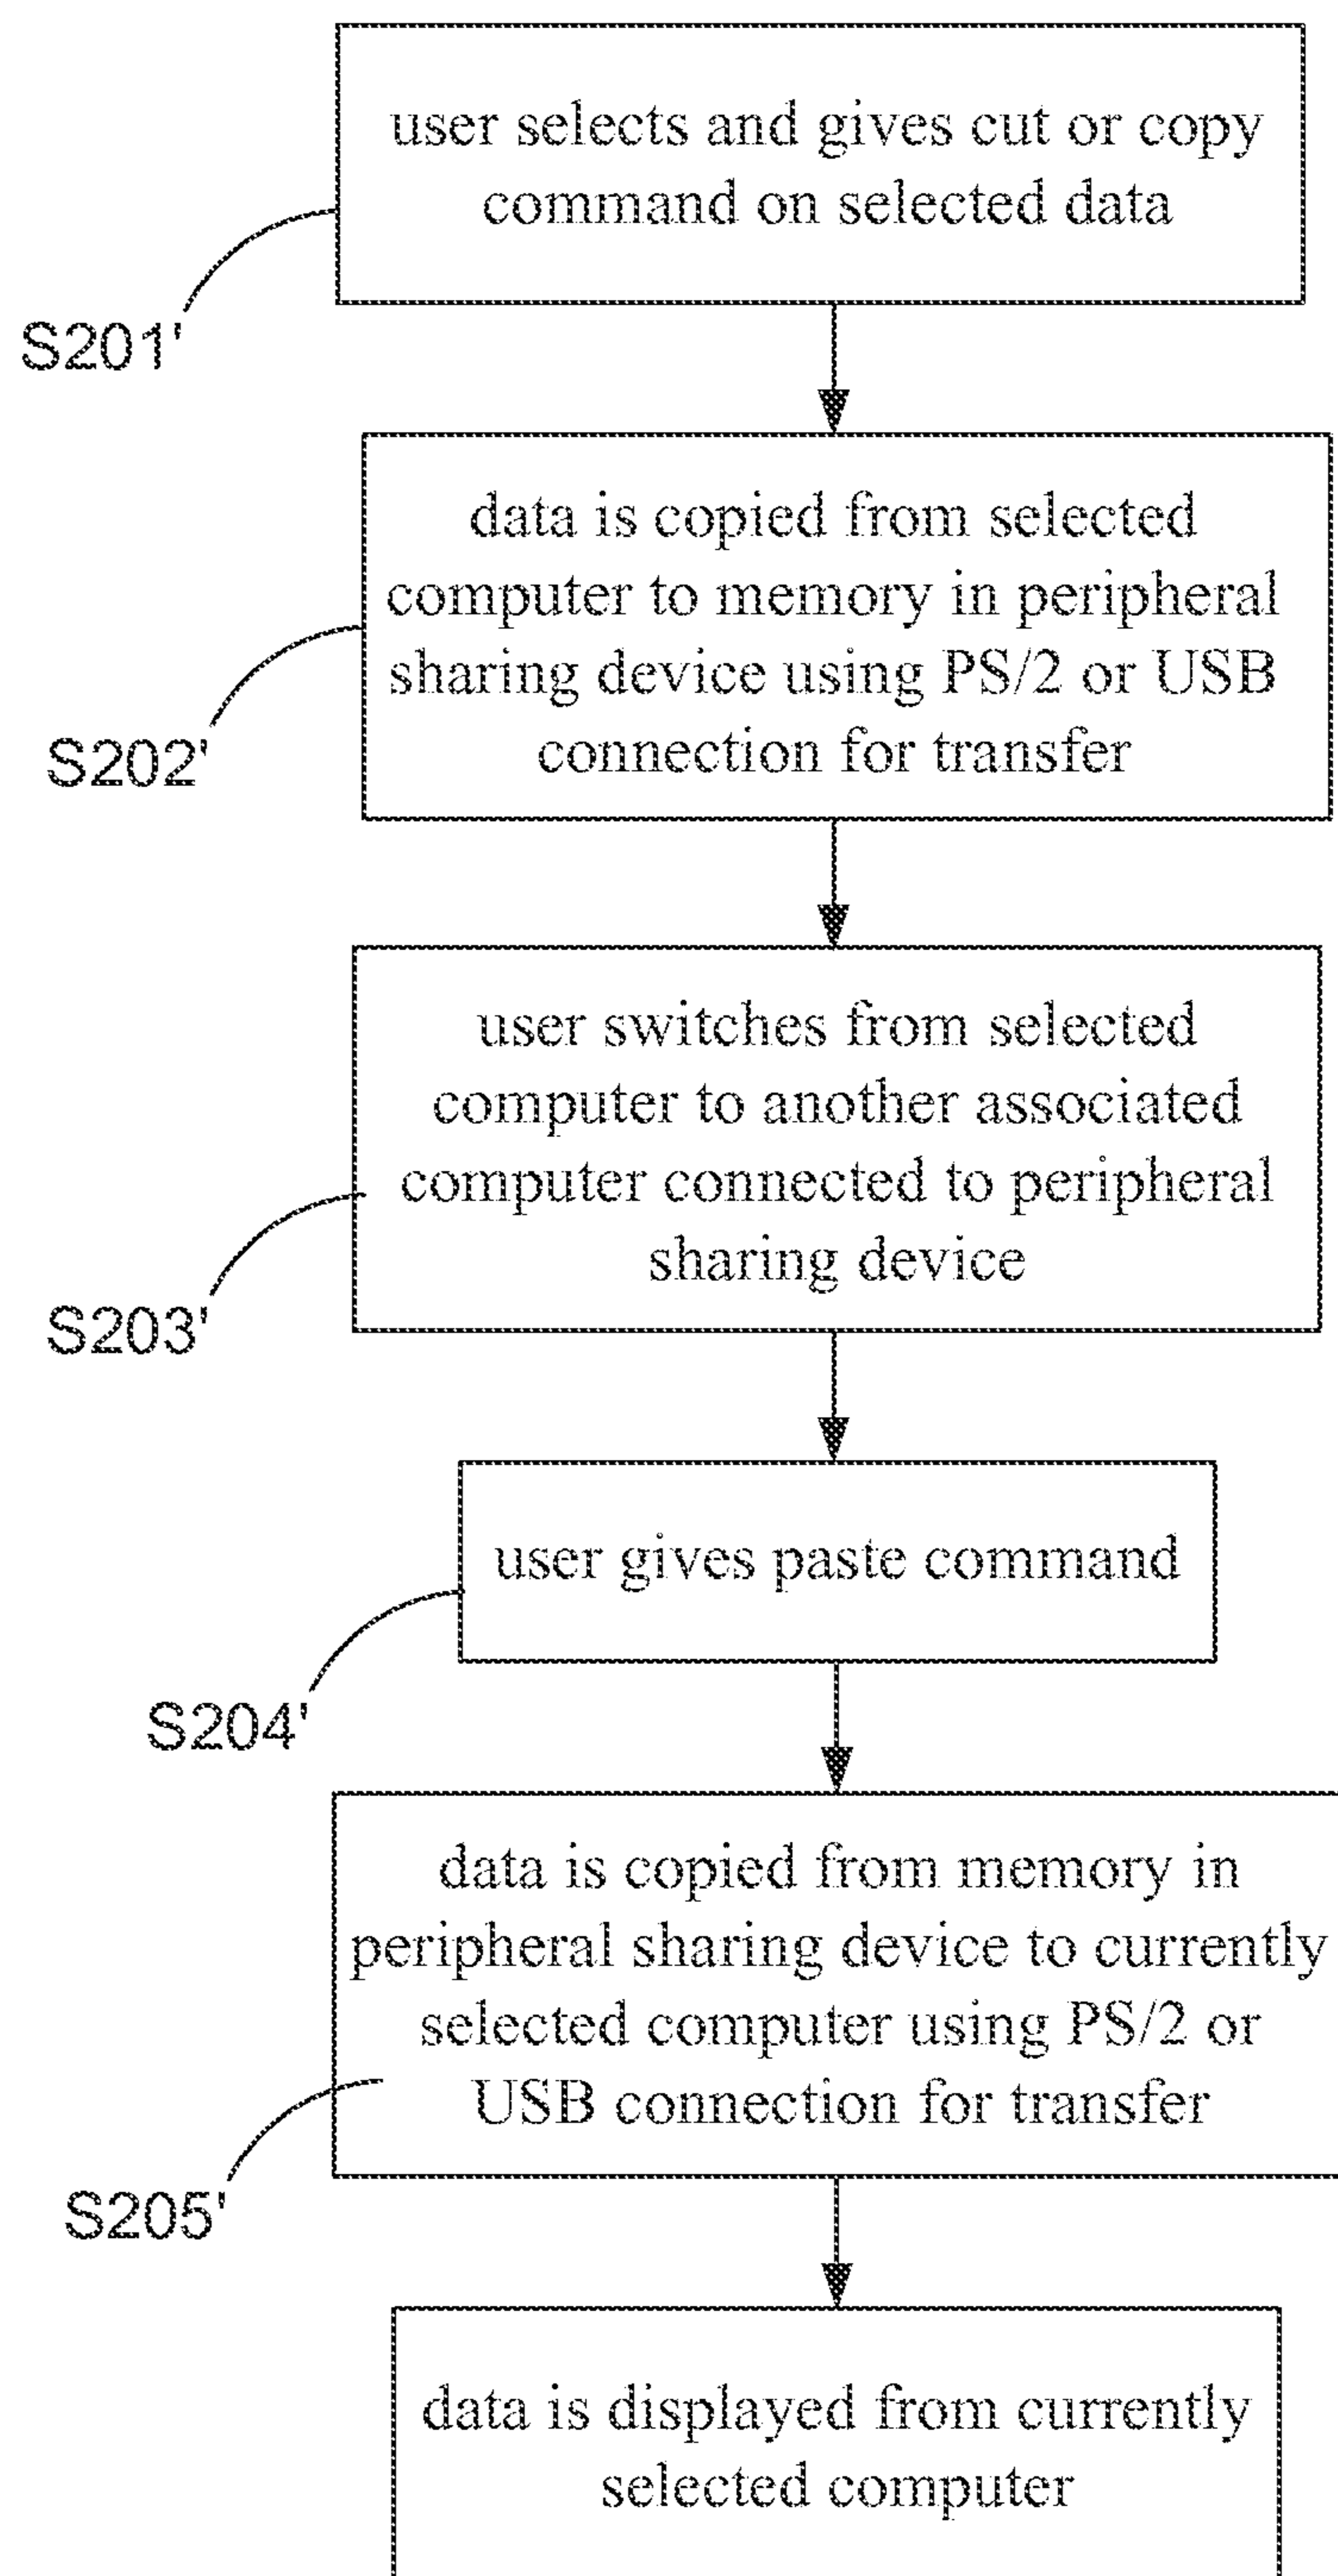 user selects and gives cut or copy
command on selected data
S201'
data is copied from selected
computer to memory in peripheral
sharing device using PS/2 or USB
connection for transfer
S202'
user switches from selected
computer to another associated
computer connected to peripheral
sharing device
S203'
user gives paste command
S204'
data is copied from memory in
peripheral sharing device to currently
selected computer using PS/2 or
USB connection for transfer
S205'
data is displayed from currently
selected computer